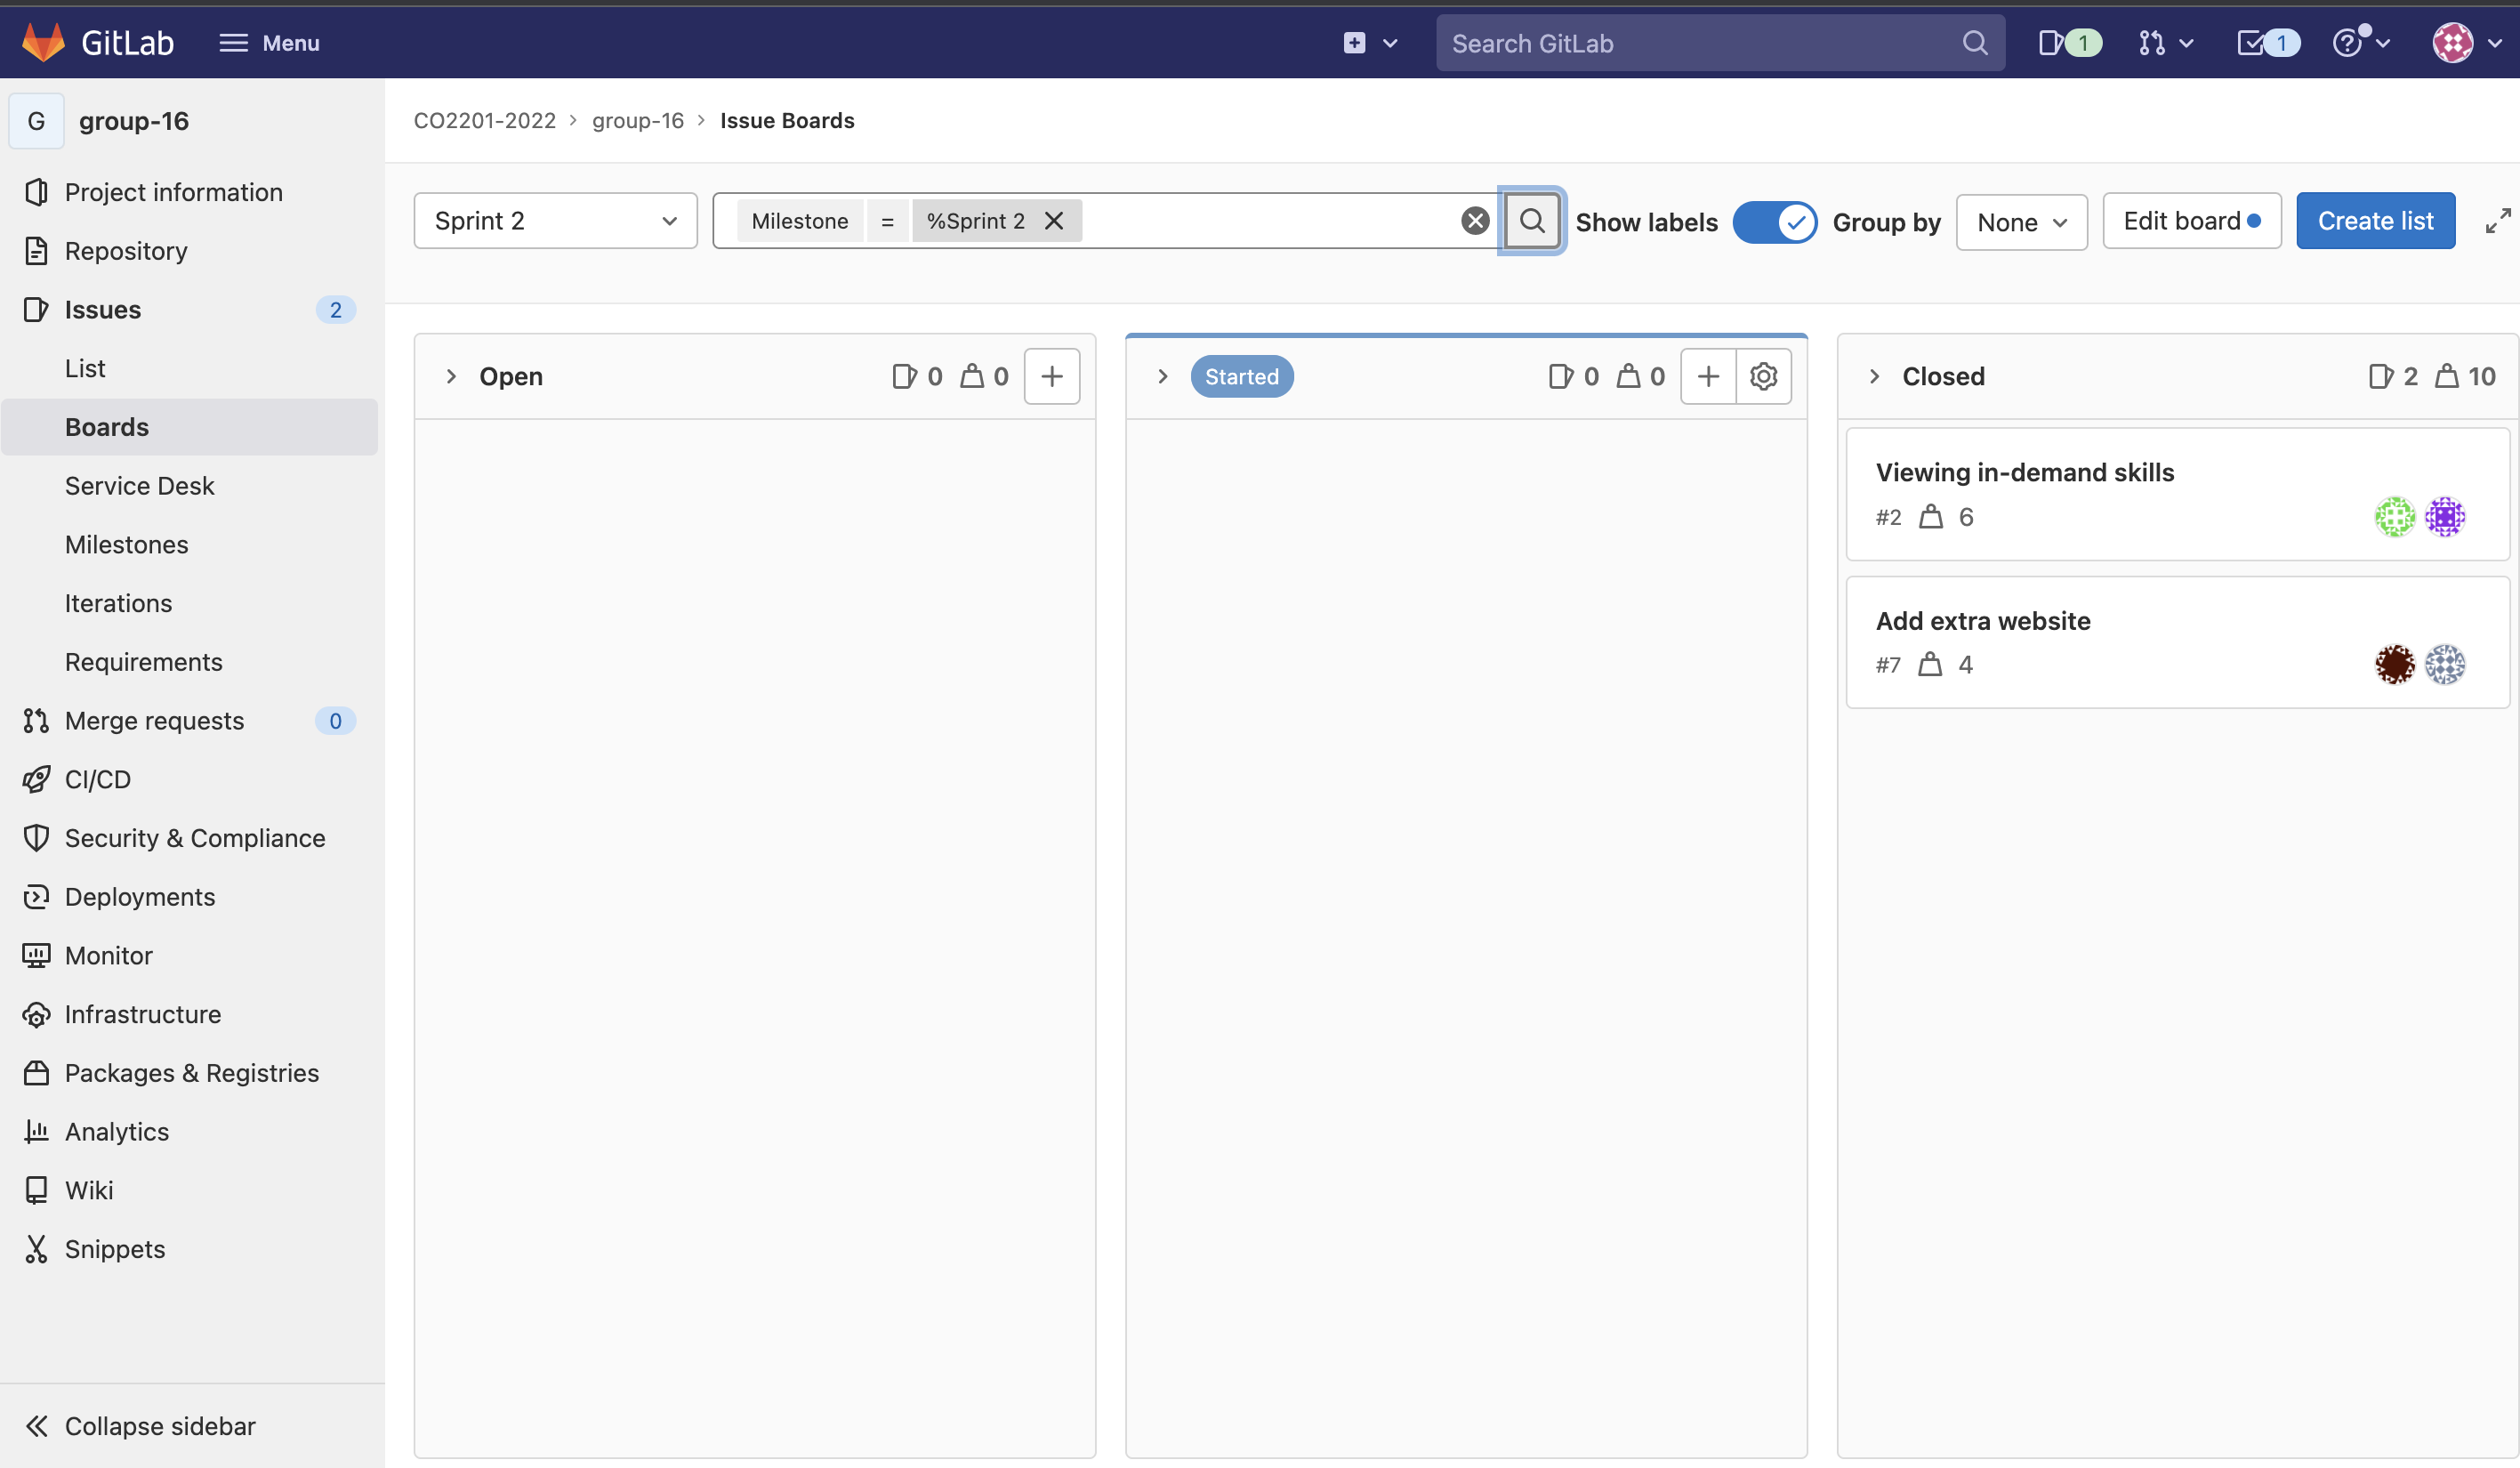 GitLab
Menu
Search GitLab
1
1
G
group-16
Project information
Repository
Issues 2
List
Boards
Service Desk
Milestones
Iterations
Requirements
Merge requests 0
CI/CD
Security & Compliance
Deployments
Monitor
Infrastructure
Packages & Registries
Analytics
Wiki
Snippets
Collapse sidebar
CO2201-2022 > group-16 > Issue Boards
Sprint 2
Milestone = %Sprint 2
Show labels
Group by
None
Edit board
Create list
Open 0 0
Started 0 0
Closed 2 10
Viewing in-demand skills
#2 6
Add extra website
#7 4